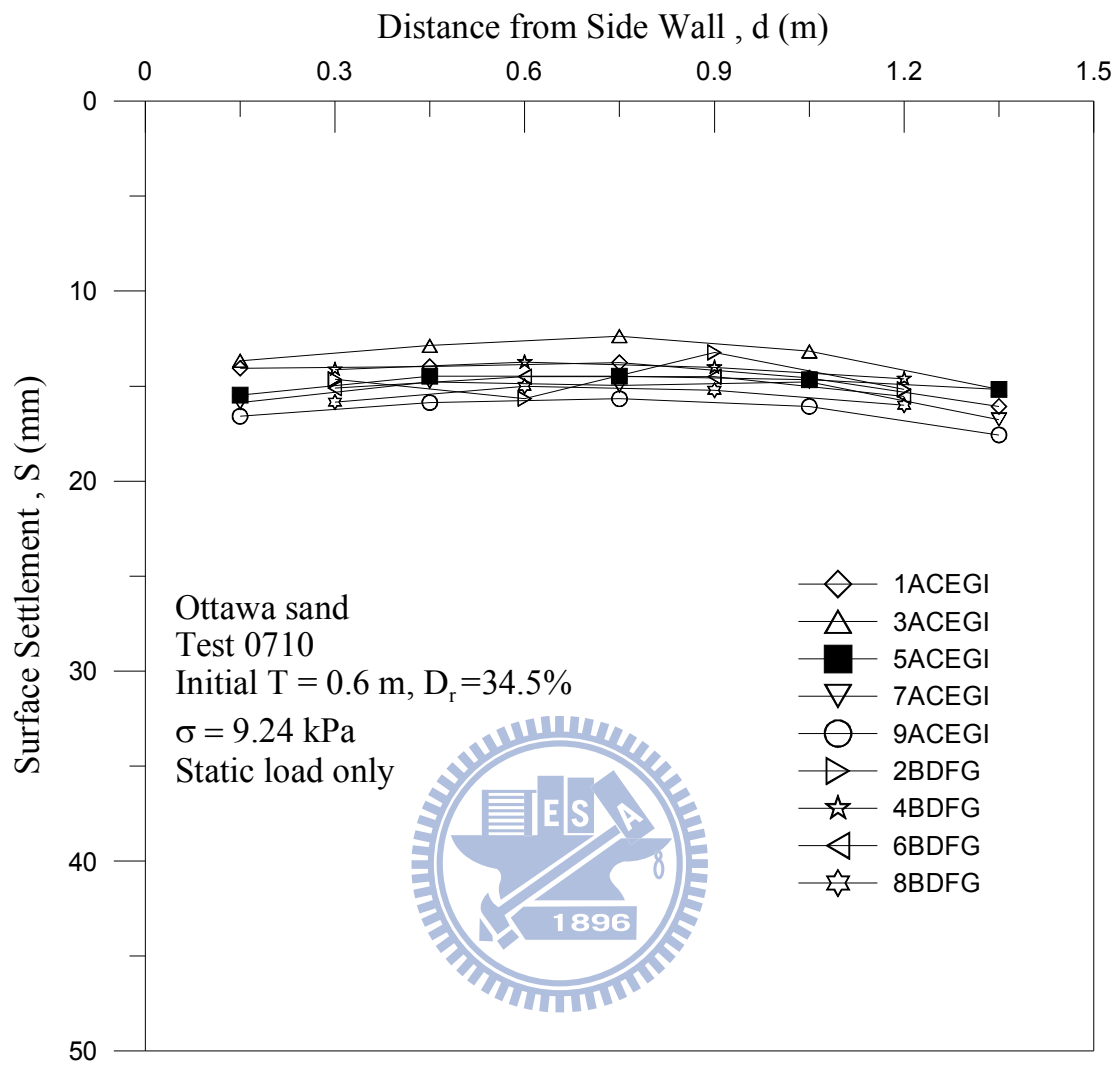 Distance from Side Wall , d (m)
0 0.3 0.6 0.9 1.2 1.5
0
10
20
30
40
50
Surface Settlement , S (mm)
Ottawa sand
Test 0710
Initial T = 0.6 m, Dr=34.5%
σ = 9.24 kPa
Static load only
1ACEGI
3ACEGI
5ACEGI
7ACEGI
9ACEGI
2BDFG
4BDFG
6BDFG
8BDFG
E S A
1896